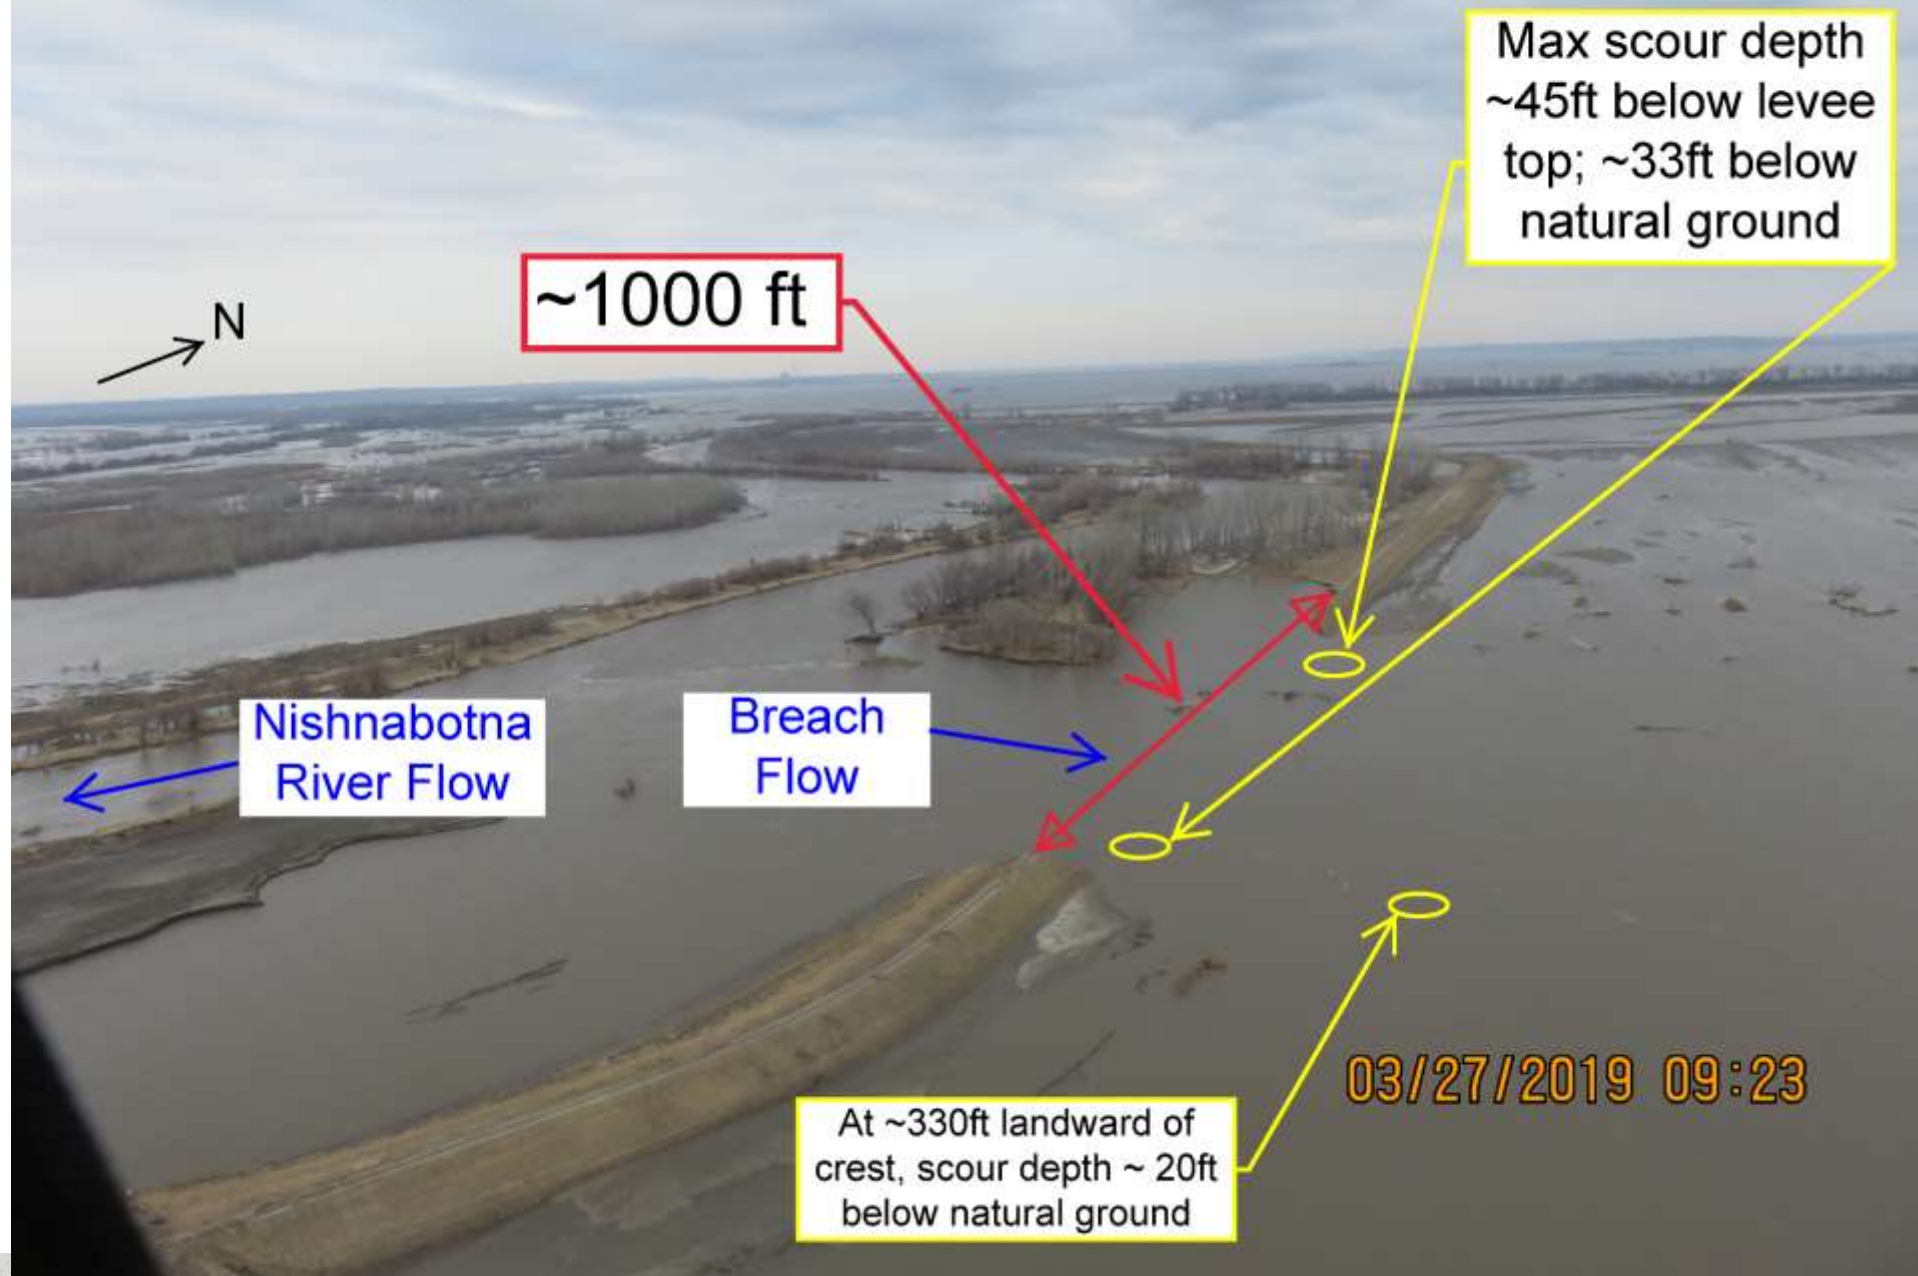 Max scour depth
~45ft below levee
top; ~33ft below
natural ground
~1000 ft
N
Nishnabotna
River Flow
Breach
Flow
03/27/2019 09:23
At ~330ft landward of
crest, scour depth ~ 20ft
below natural ground